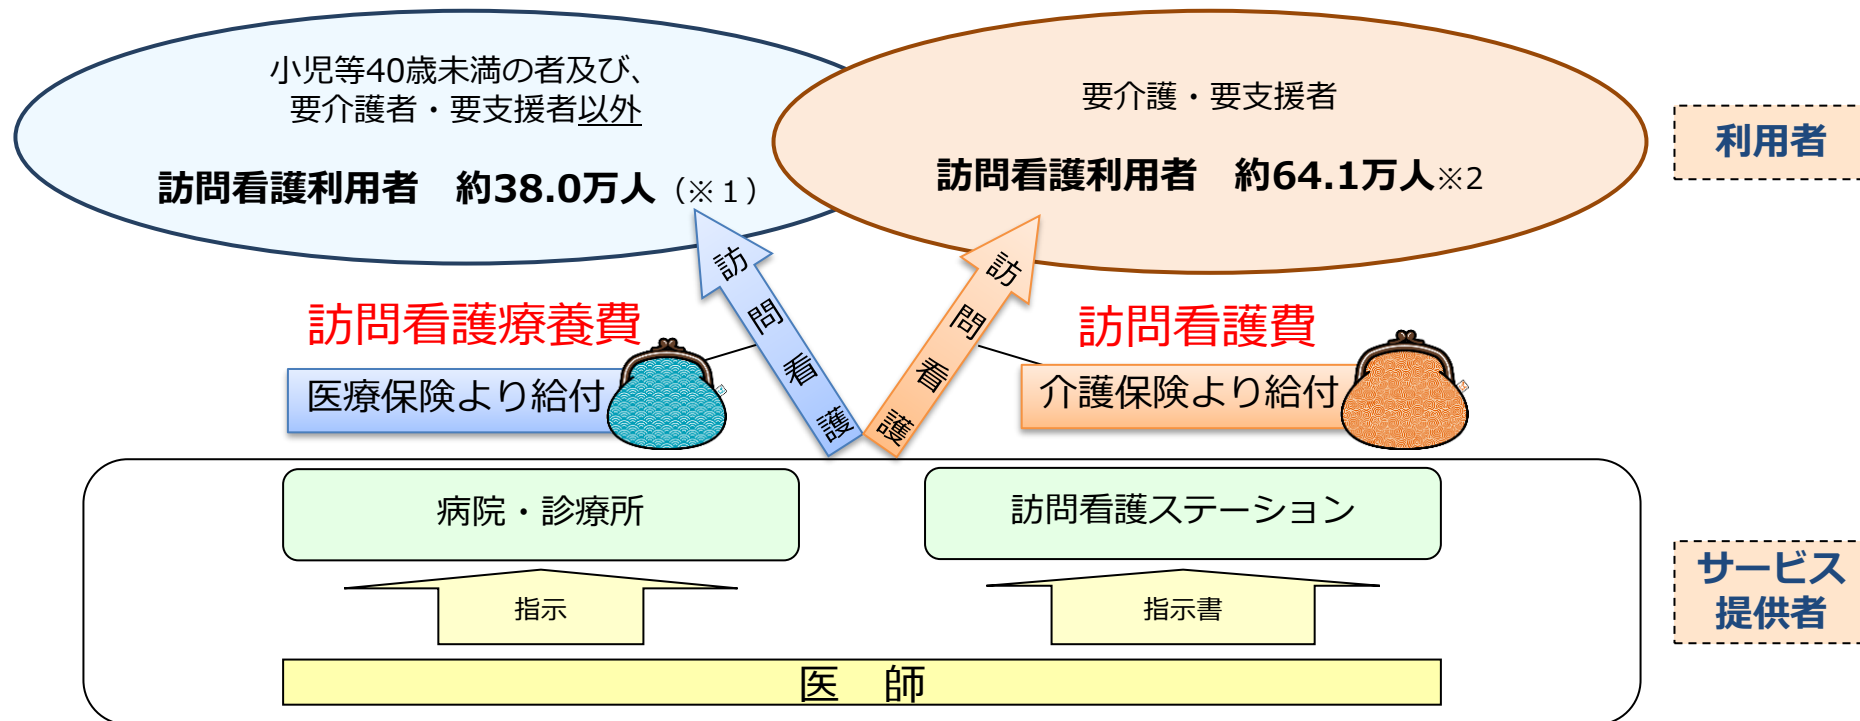 小児等40歳未満の者及び、
要介護者・要支援者以外
訪問看護利用者　約38.0万人（※１）
要介護・要支援者
訪問看護利用者　約64.1万人※2
利用者
訪問看護
訪問看護
訪問看護療養費
医療保険より給付
訪問看護費
介護保険より給付
病院・診療所
訪問看護ステーション
指示
指示書
医　師
サービス
提供者